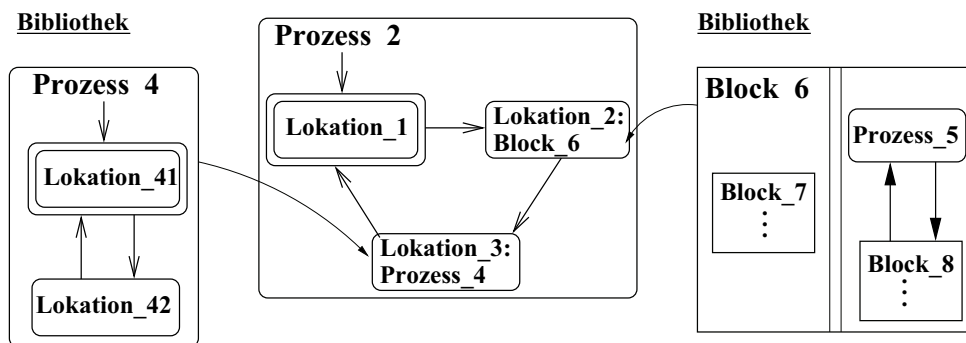 Bibliothek
Prozess 4
Lokation_41
Lokation_42
Prozess 2
Lokation_1
Lokation_2:
Block_6
Lokation_3:
Prozess_4
Bibliothek
Block 6
Block_7
Prozess_5
Block_8